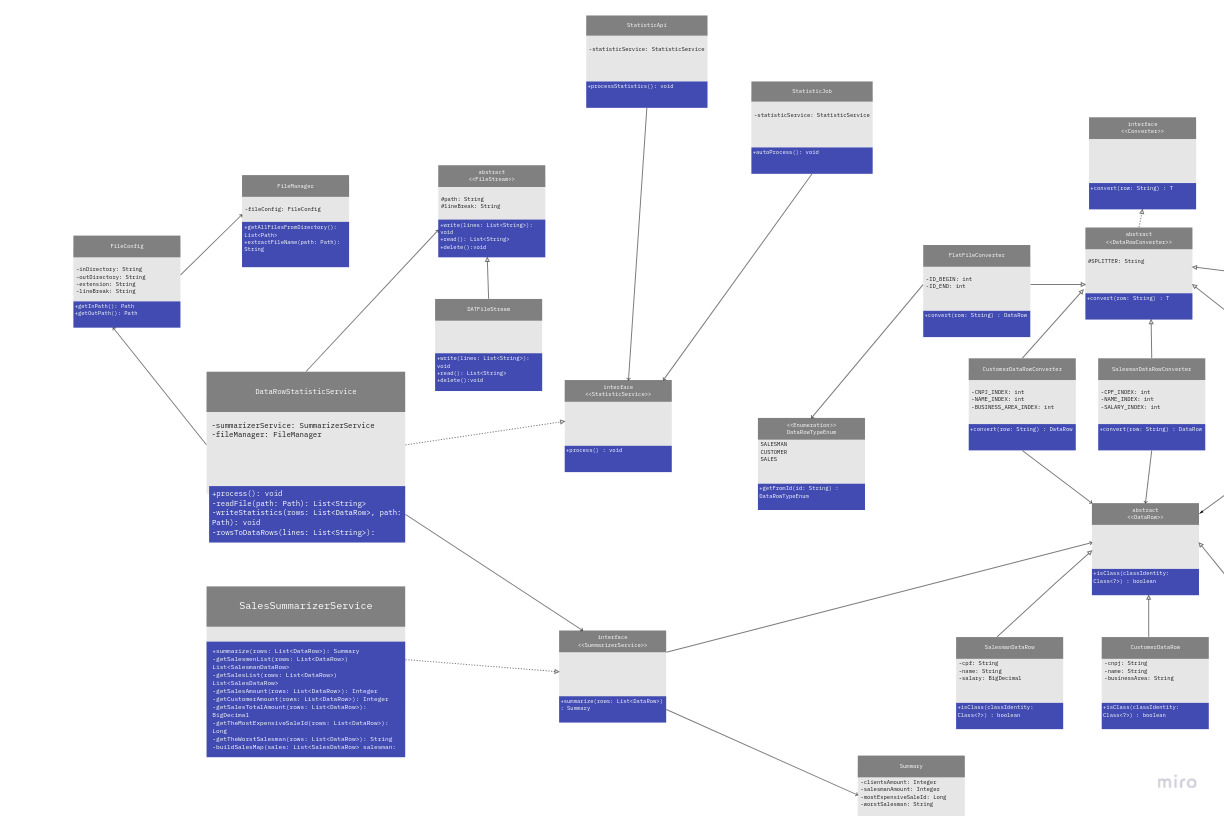 StatisticApi
-statisticService: StatisticService
+processStatistics(): void
StatisticJob
-statisticService: StatisticService
+autoProcess(): void
interface
<<Converter>>
+convert(row: String) : T
abstract
<<FileStream>>
#path: String
#lineBreak: String
+write(lines: List<String>):
void
+read(): List<String>
+delete():void
FileManager
-fileConfig: FileConfig
+getAllFilesFromDirectory():
List<Path>
+extractFileName(path: Path):
String
FileConfig
-inDirectory: String
-outDirectory: String
-extension: String
-lineBreak: String
+getInPath(): Path
+getOutPath(): Path
abstract
<<DataRowConverter>>
#SPLITTER: String
+convert(row: String) : T
FlatFileConverter
-ID_BEGIN: int
-ID_END: int
+convert(row: String) : DataRow
DATFileStream
+write(lines: List<String>):
void
+read(): List<String>
+delete():void
DataRowStatisticService
-summarizerService: SummarizerService
-fileManager: FileManager
+process(): void
-readFile(path: Path): List<String>
-writeStatistics(rows: List<DataRow>, path:
Path): void
-rowsToDataRows(lines: List<String>):
interface
<<StatisticService>>
+process() : void
CustomerDataRowConverter
-CNPJ_INDEX: int
-NAME_INDEX: int
-BUSINESS_AREA_INDEX: int
+convert(row: String) : DataRow
SalesmanDataRowConverter
-CPF_INDEX: int
-NAME_INDEX: int
-SALARY_INDEX: int
+convert(row: String) : DataRow
<<Enumeration>>
DataRowTypeEnum
SALESMAN
CUSTOMER
SALES
+getFromId(id: String) :
DataRowTypeEnum
abstract
<<DataRow>>
+isClass(classIdentity:
Class<?>) : boolean
SalesSummarizerService
+summarize(rows: List<DataRow>): Summary
-getSalesmenList(rows: List<DataRow>)
List<SalesmanDataRow>
-getSalesList(rows: List<DataRow>)
List<SalesDataRow>
-getSalesAmount(rows: List<DataRow>): Integer
-getCustomerAmount(rows: List<DataRow>): Integer
-getSalesTotalAmount(rows: List<DataRow>):
BigDecimal
-getTheMostExpensiveSaleId(rows: List<DataRow>):
Long
-getTheWorstSalesman(rows: List<DataRow>): String
-buildSalesMap(sales: List<SalesDataRow> salesman:
interface
<<SummarizerService>>
+summarize(rows: List<DataRow>)
: Summary
SalesmanDataRow
-cpf: String
-name: String
-salary: BigDecimal
+isClass(classIdentity:
Class<?>) : boolean
CustomerDataRow
-cnpj: String
-name: String
-businessArea: String
+isClass(classIdentity:
Class<?>) : boolean
Summary
-clientsAmount: Integer
-salesmanAmount: Integer
-mostExpensiveSaleId: Long
-worstSalesman: String
miro